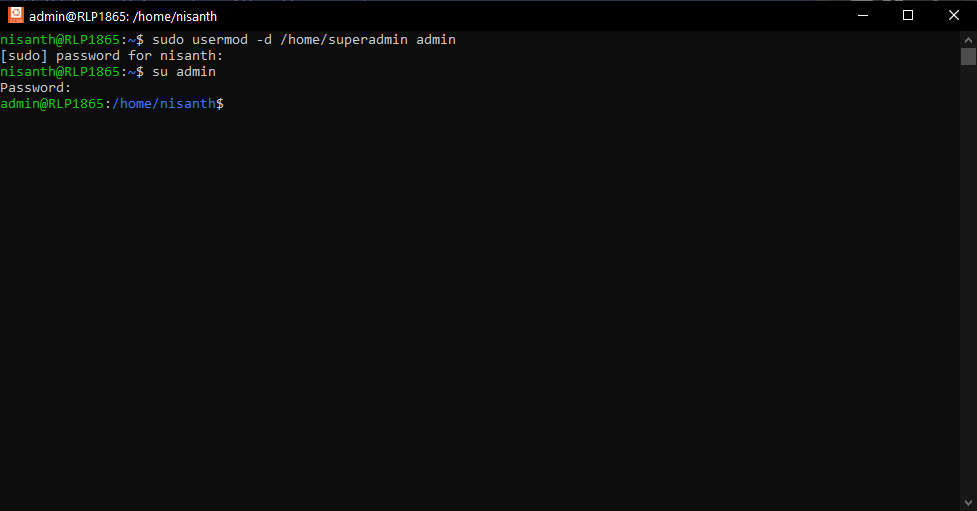 admin@RLP1865: /home/nisanth
nisanth@RLP1865:~$ sudo usermod -d /home/superadmin admin
[sudo] password for nisanth:
nisanth@RLP1865:~$ su admin
Password:
admin@RLP1865:/home/nisanth$